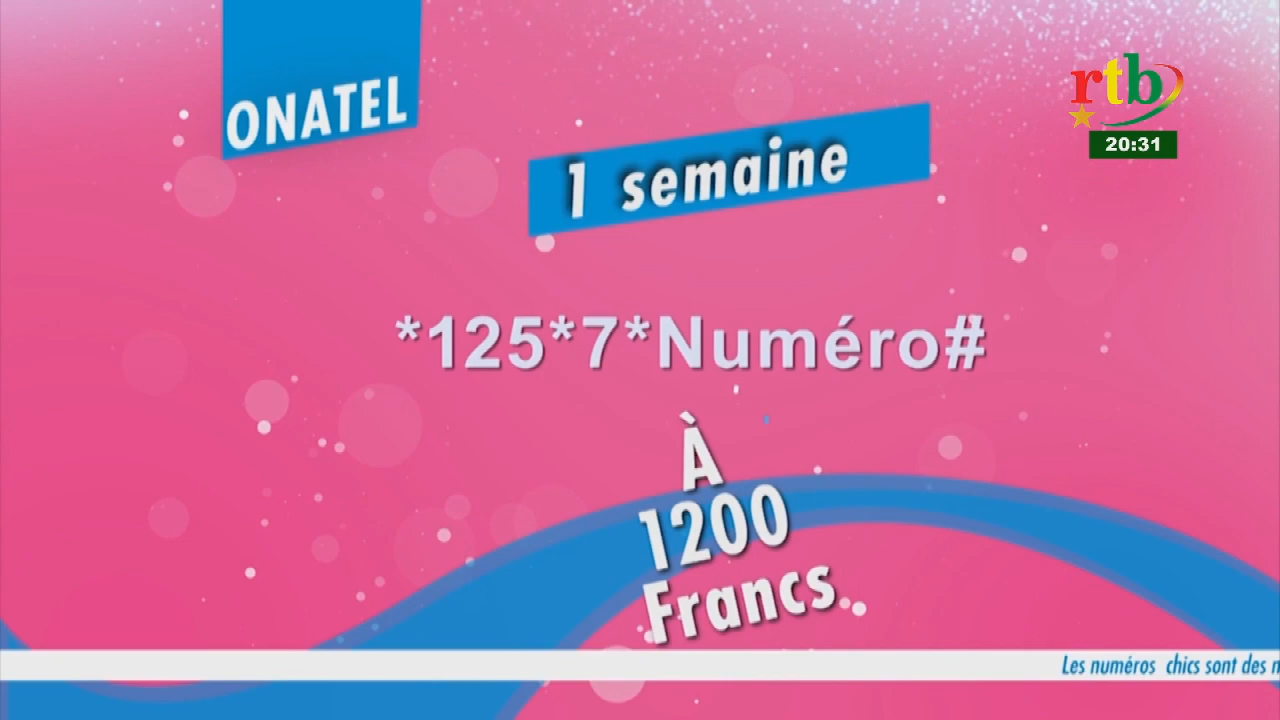 ONATEL
rtb
20:31
1 semaine
*125*7*Numéro#
À
1200
Francs
Les numéros chics sont des